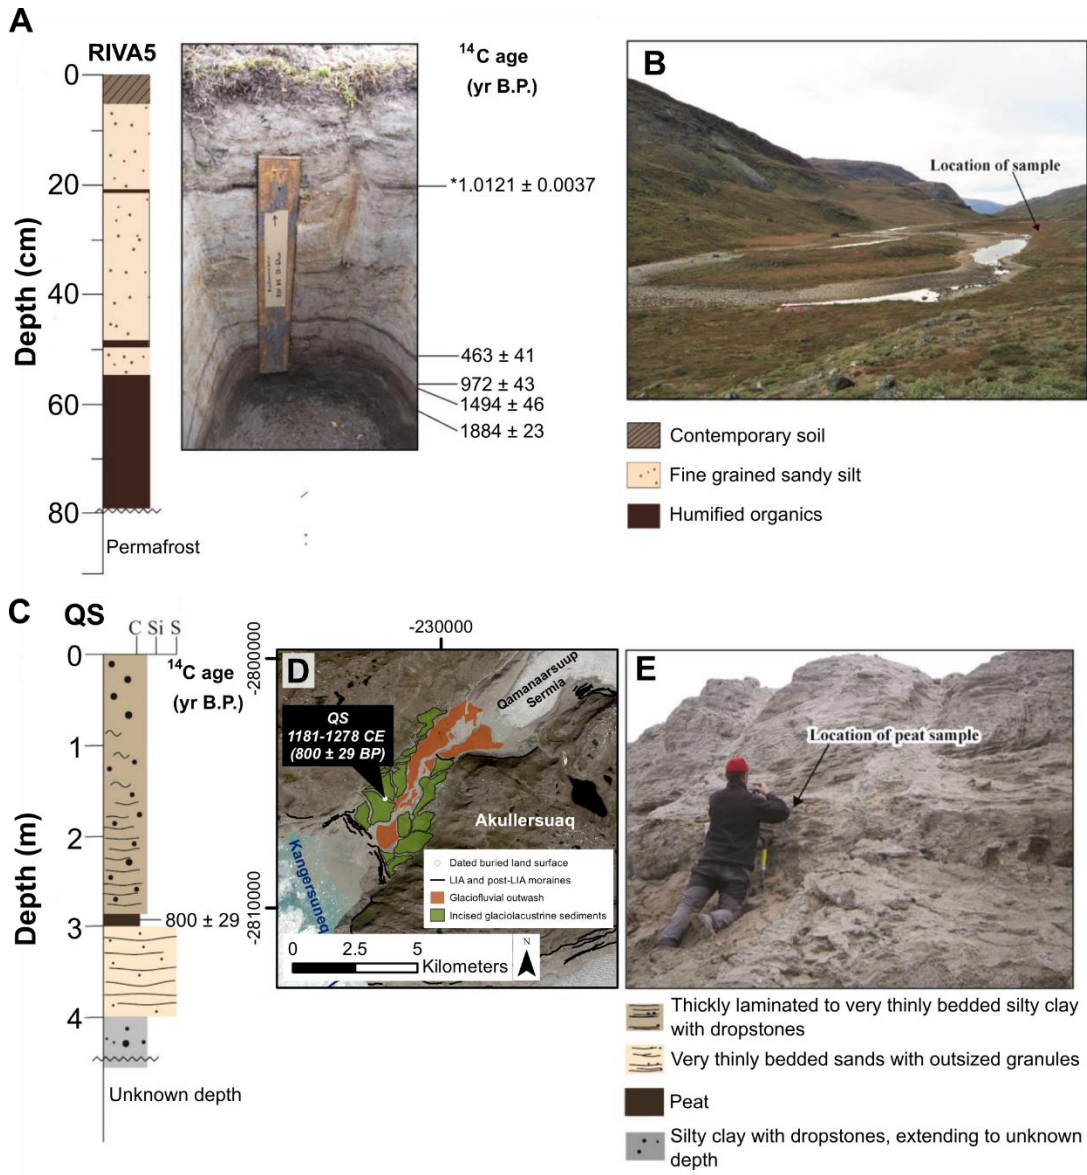 A
RIVA5
14C age
(yr B.P.)
0
20
40
60
80
Depth (cm)
*1.0121 ± 0.0037
463 ± 41
972 ± 43
1494 ± 46
1884 ± 23
Permafrost
B
Location of sample
Contemporary soil
Fine grained sandy silt
Humified organics
C
QS
C Si S
14C age
(yr B.P.)
0
1
2
3
4
Depth (m)
800 ± 29
Unknown depth
-230000
-2800000
-2810000
D
Qamanaarsuup
Sermia
QS
1181-1278 CE
(800 ± 29 BP)
Akullersuaq
Kangersuneq
Dated buried land surface
LIA and post-LIA moraines
Glaciofluvial outwash
Incised glaciolacustrine sediments
0 2.5 5
Kilometers
N
E
Location of peat sample
Thickly laminated to very thinly bedded silty clay
with dropstones
Very thinly bedded sands with outsized granules
Peat
Silty clay with dropstones, extending to unknown
depth